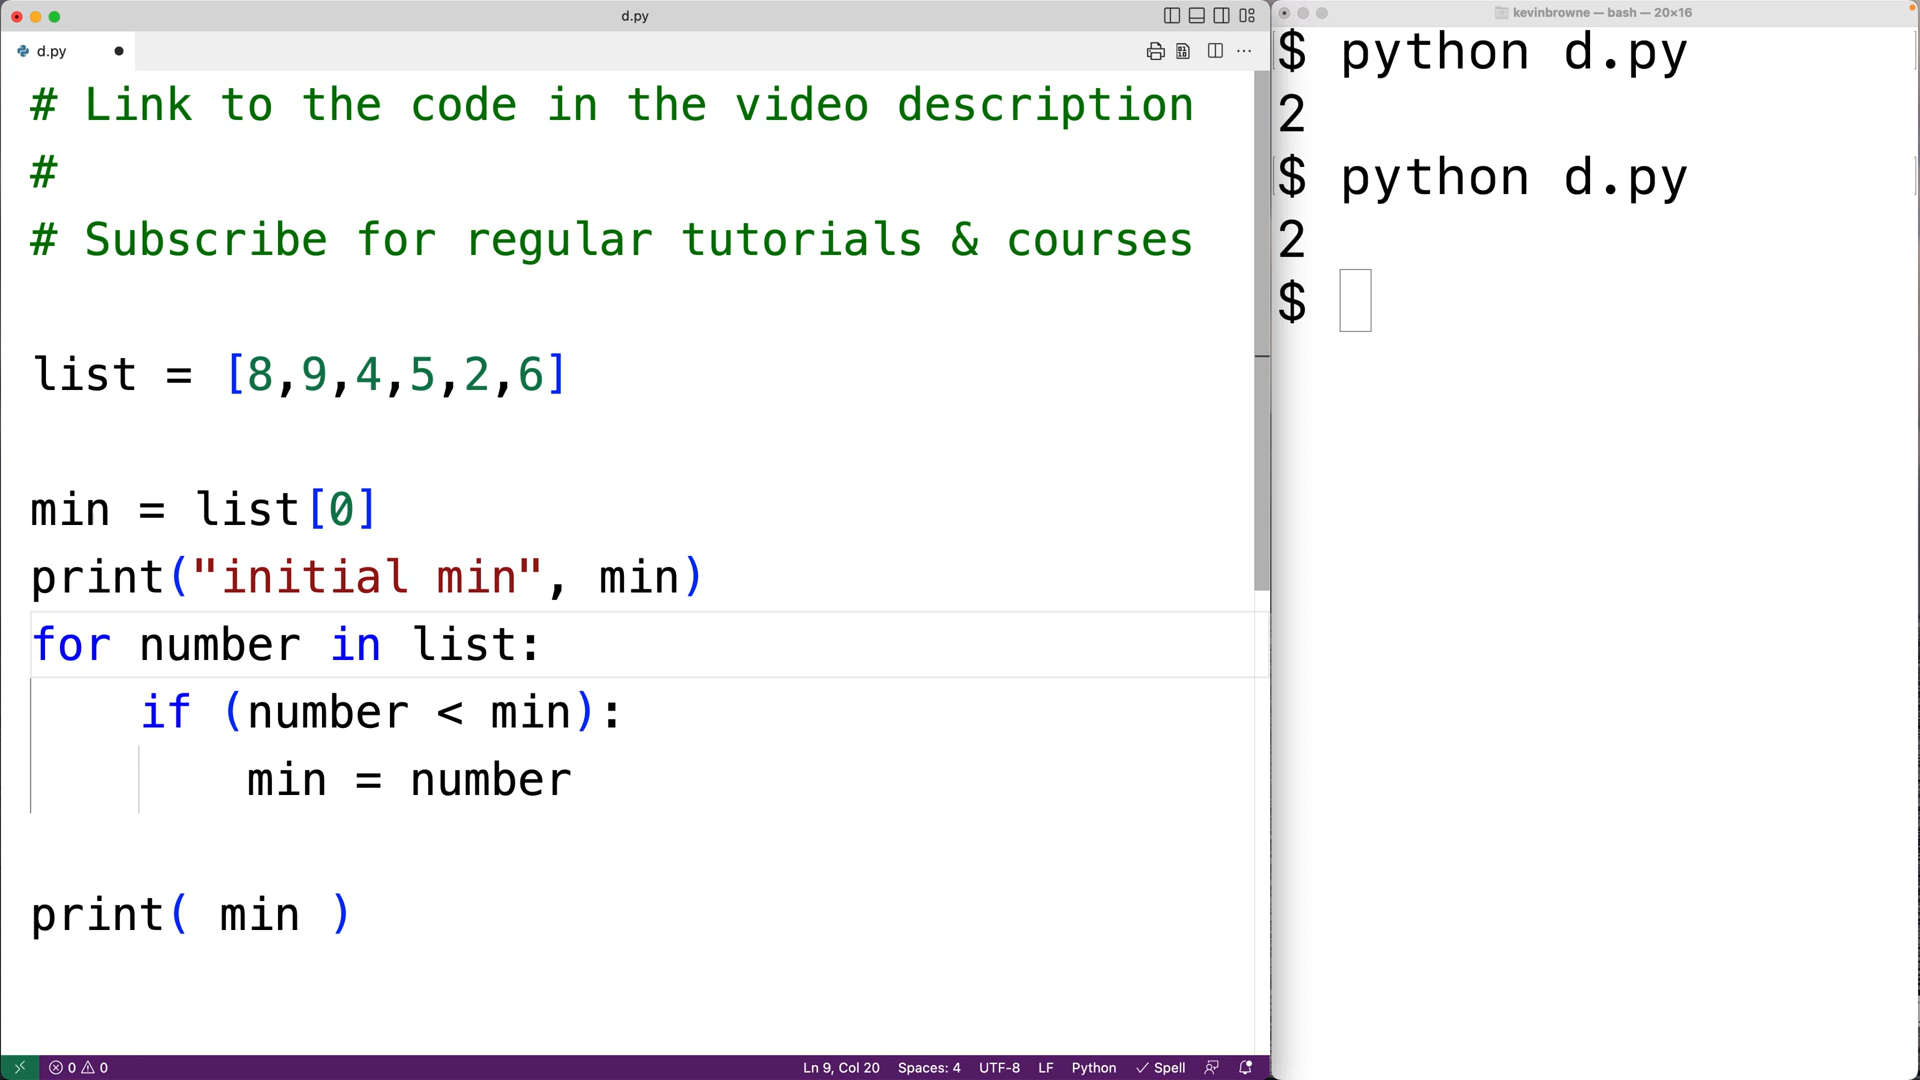 d.py
d.py
# Link to the code in the video description
#
# Subscribe for regular tutorials & courses
list = [8,9,4,5,2,6]
min = list[0]
print("initial min", min)
for number in list:
if (number < min):
min = number
print( min )
0 0 Ln 9, Col 20 Spaces: 4 UTF-8 LF Python Spell
kevinbrowne — bash — 20×16
$ python d.py
2
$ python d.py
2
$